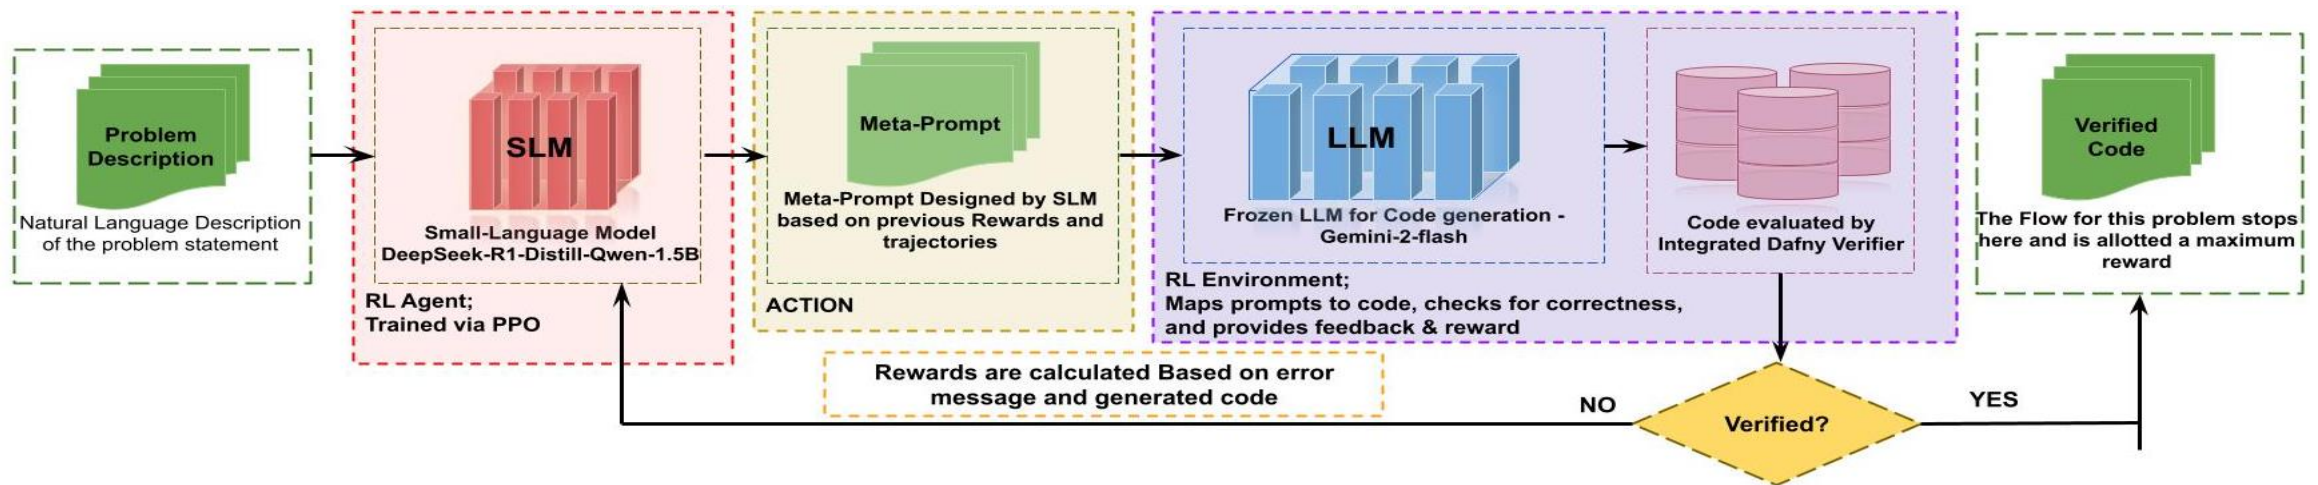 Problem
Description
Natural Language Description
of the problem statement
SLM
Small-Language Model
DeepSeek-R1-Distill-Qwen-1.5B
RL Agent;
Trained via PPO
Meta-Prompt
Meta-Prompt Designed by SLM
based on previous Rewards and
trajectories
ACTION
LLM
Frozen LLM for Code generation -
Gemini-2-flash
Code evaluated by
Integrated Dafny Verifier
RL Environment;
Maps prompts to code, checks for correctness,
and provides feedback & reward
Verified
Code
The Flow for this problem stops
here and is allotted a maximum
reward
Rewards are calculated Based on error
message and generated code
NO
Verified?
YES